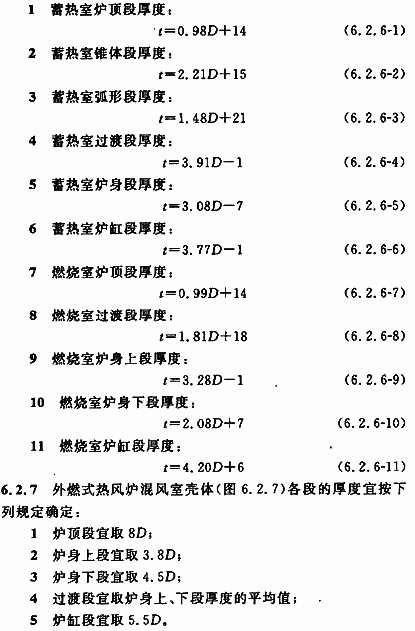 1 蓄热室炉顶段厚度:
t=0.98D+14 (6.2.6-1)
2 蓄热室锥体段厚度:
t=2.21D+15 (6.2.6-2)
3 蓄热室弧形段厚度:
t=1.48D+21 (6.2.6-3)
4 蓄热室过渡段厚度:
t=3.91D-1 (6.2.6-4)
5 蓄热室炉身段厚度:
t=3.08D-7 (6.2.6-5)
6 蓄热室炉缸段厚度:
t=3.77D-1 (6.2.6-6)
7 燃烧室炉顶段厚度:
t=0.99D+14 (6.2.6-7)
8 燃烧室过渡段厚度:
t=1.81D+18 (6.2.6-8)
9 燃烧室炉身上段厚度:
t=3.28D-1 (6.2.6-9)
10 燃烧室炉身下段厚度:
t=2.08D+7 (6.2.6-10)
11 燃烧室炉缸段厚度:
t=4.20D+6 (6.2.6-11)
6.2.7 外燃式热风炉混风室壳体(图6.2.7)各段的厚度宜按下
列规定确定:
1 炉顶段宜取8D;
2 炉身上段宜取3.8D;
3 炉身下段宜取4.5D;
4 过渡段宜取炉身上、下段厚度的平均值;
5 炉缸段宜取5.5D。